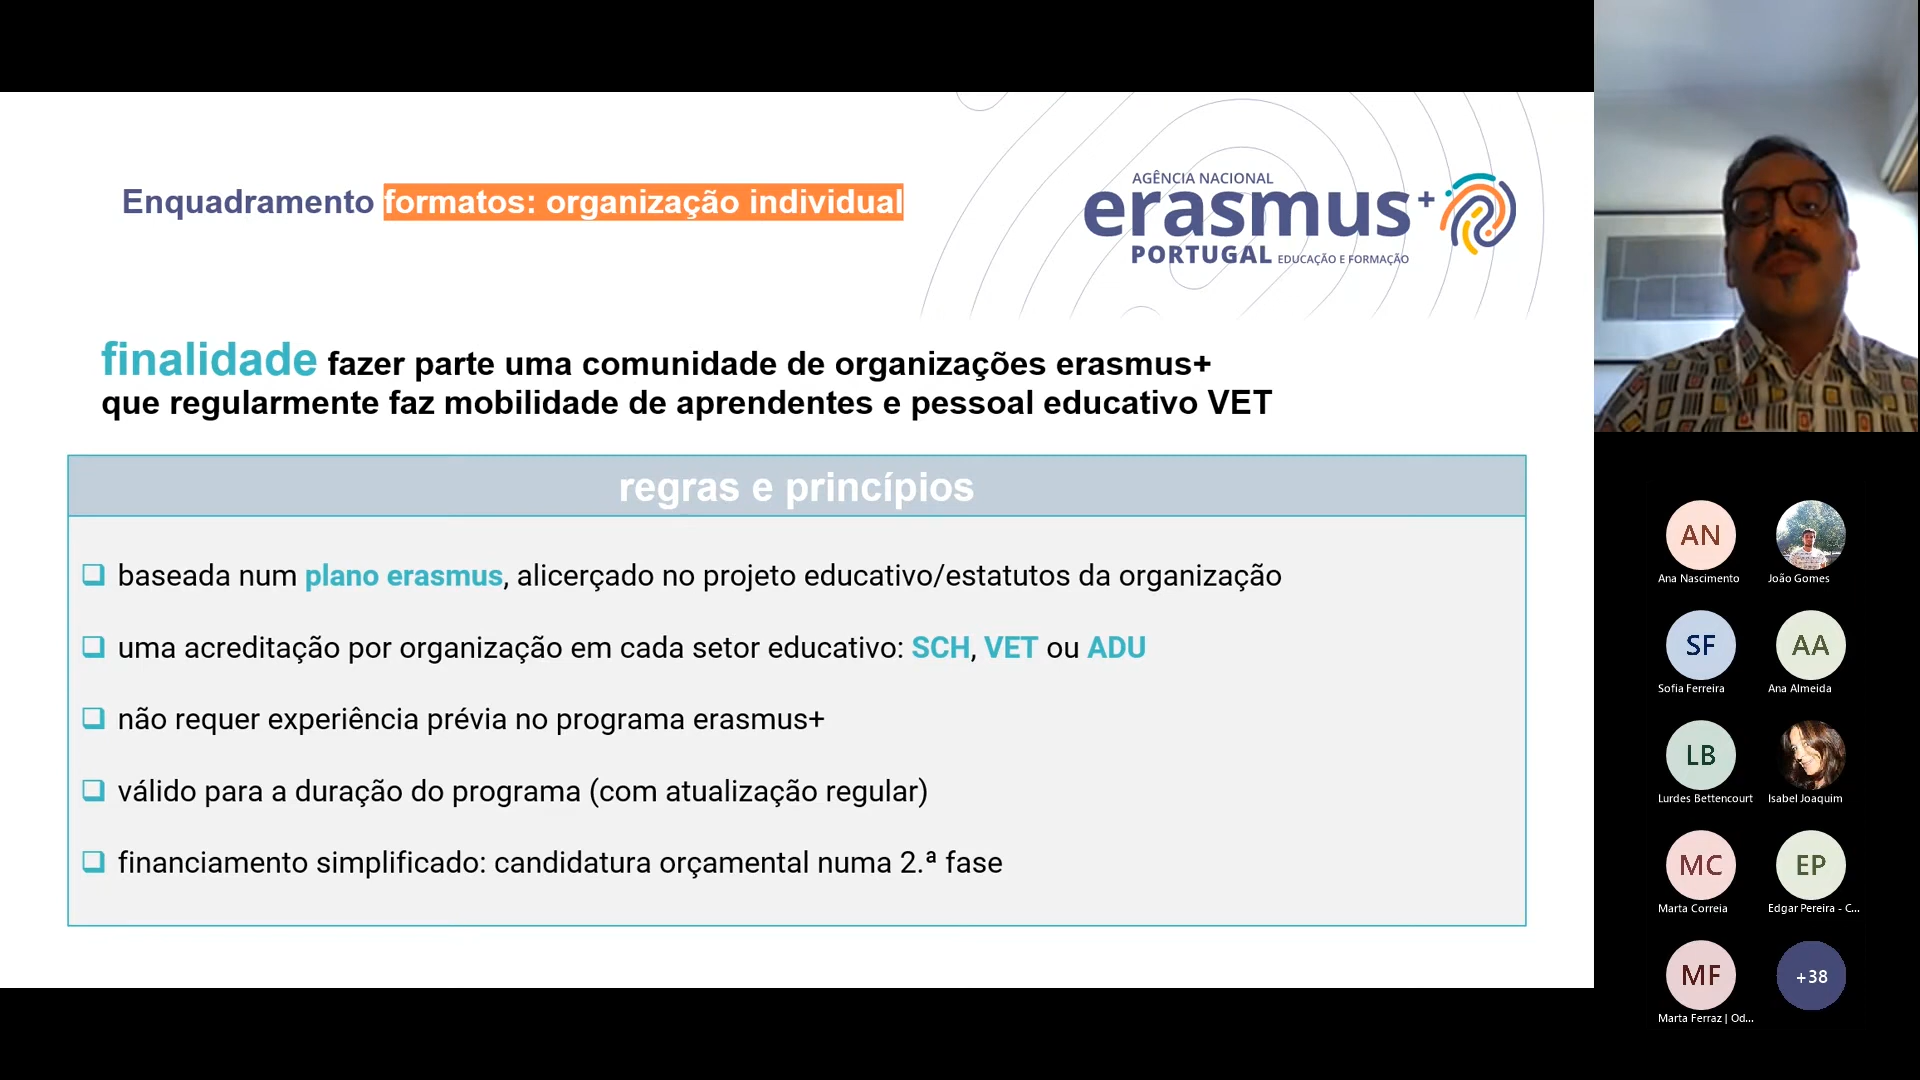 Enquadramento formatos: organização individual
AGÊNCIA NACIONAL
erasmus+
PORTUGAL EDUCAÇÃO E FORMAÇÃO
finalidade fazer parte uma comunidade de organizações erasmus+
que regularmente faz mobilidade de aprendentes e pessoal educativo VET
regras e princípios
❑ baseada num plano erasmus, alicerçado no projeto educativo/estatutos da organização
❑ uma acreditação por organização em cada setor educativo: SCH, VET ou ADU
❑ não requer experiência prévia no programa erasmus+
❑ válido para a duração do programa (com atualização regular)
❑ financiamento simplificado: candidatura orçamental numa 2.ª fase
AN
Ana Nascimento
João Gomes
SF
Sofia Ferreira
AA
Ana Almeida
LB
Lurdes Bettencourt
Isabel Joaquim
MC
Marta Correia
EP
Edgar Pereira - C...
MF
Marta Ferraz | Od...
+38